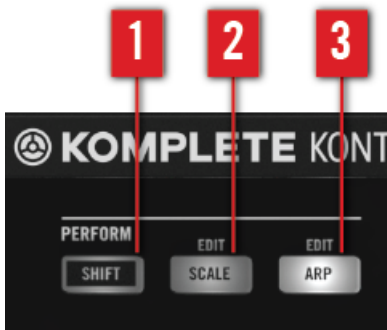 1 2 3
KOMPLETE KONT
PERFORM
EDIT EDIT
SHIFT SCALE ARP